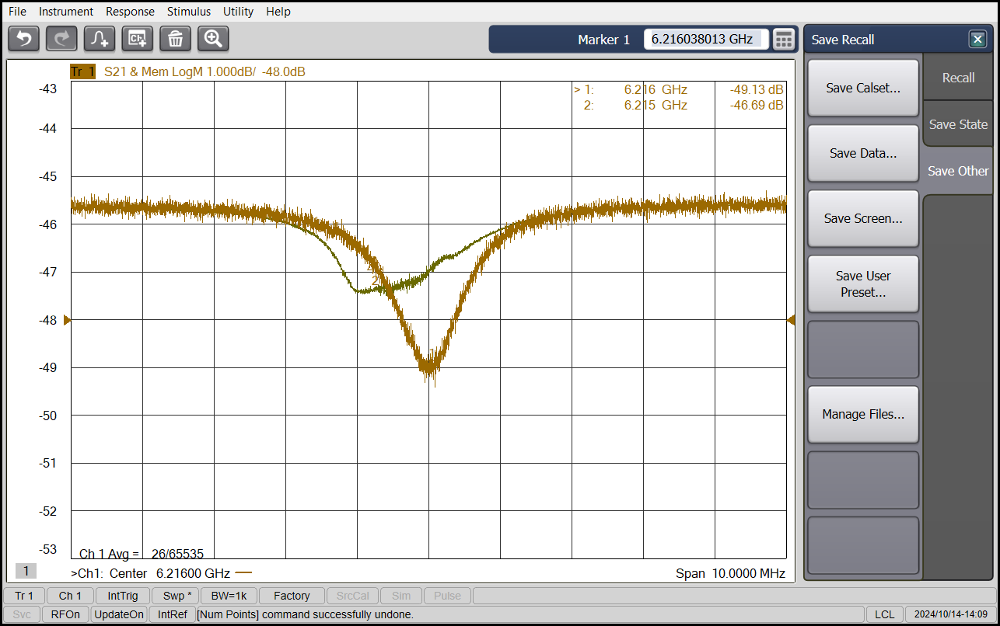 File Instrument Response Stimulus Utility Help
Marker 1 6.216038013 GHz
Save Recall
Tr 1 S21 & Mem LogM 1.000dB/ -48.0dB
> 1: 6.216 GHz -49.13 dB
2: 6.215 GHz -46.69 dB
-43
-44
-45
-46
-47
-48
-49
-50
-51
-52
-53
1
2
Ch 1 Avg = 26/65535
1 >Ch1: Center 6.21600 GHz Span 10.0000 MHz
Save Calset...
Save Data...
Save Screen...
Save User
Preset...
Manage Files...
Recall
Save State
Save Other
Tr 1 Ch 1 IntTrig Swp * BW=1k Factory SrcCal Sim Pulse
Svc RFOn UpdateOn IntRef [Num Points] command successfully undone. LCL 2024/10/14-14:09